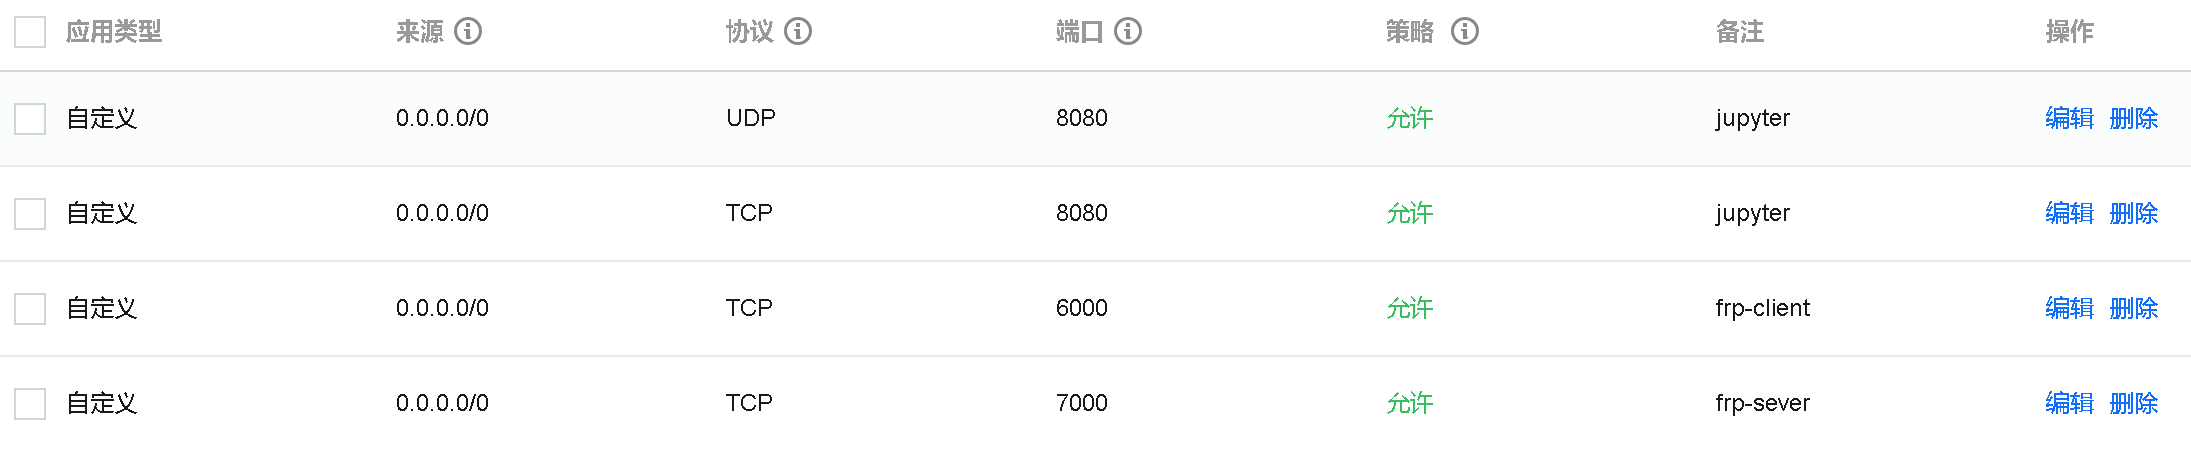 应用类型 来源 协议 端口 策略 备注 操作
自定义 0.0.0.0/0 UDP 8080 允许 jupyter 编辑 删除
自定义 0.0.0.0/0 TCP 8080 允许 jupyter 编辑 删除
自定义 0.0.0.0/0 TCP 6000 允许 frp-client 编辑 删除
自定义 0.0.0.0/0 TCP 7000 允许 frp-sever 编辑 删除